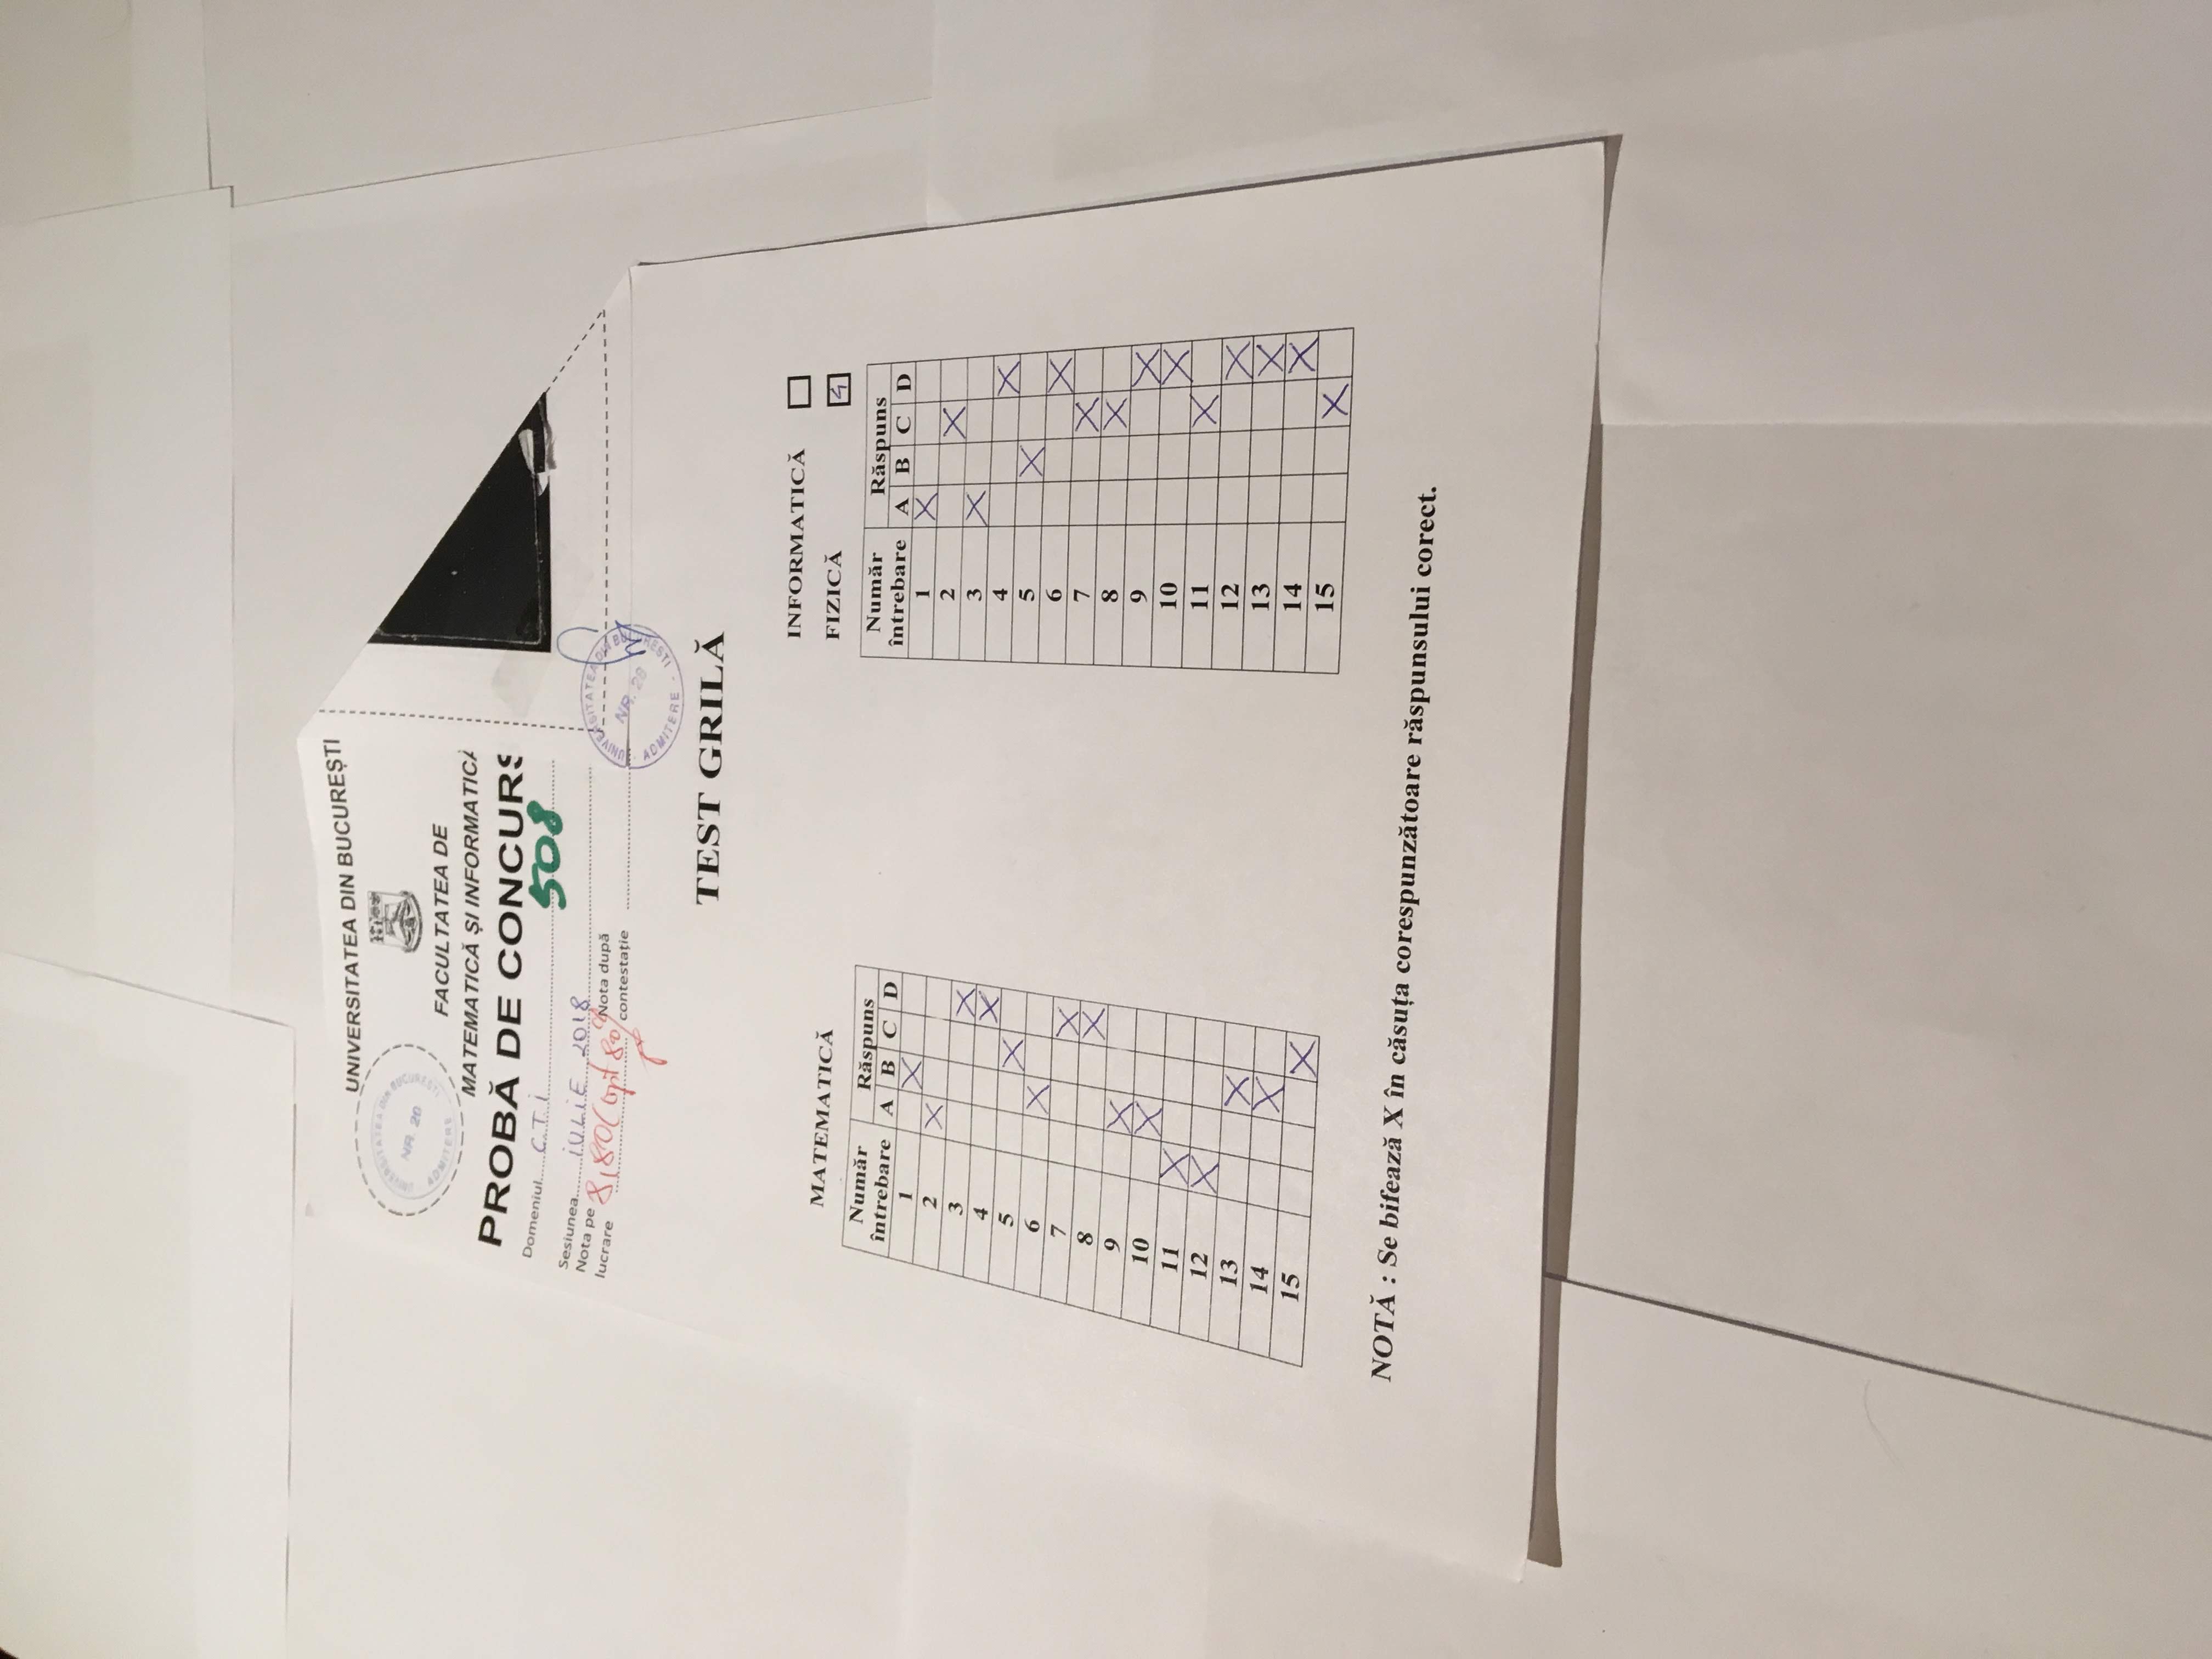 UNIVERSITATEA DIN BUCUREȘTI
UNIVERSITATEA DIN BUCUREȘTI
NR. 20
ADMITERE
FACULTATEA DE
MATEMATICĂ ȘI INFORMATICĂ
PROBĂ DE CONCURS
Domeniul C.T.I
508
Sesiunea IULIE 2018
Nota pe lucrare 8,80 (opt 80%
Nota după contestație
UNIVERSITATEA DIN BUCUREȘTI
NR. 20
ADMITERE
TEST GRILĂ
MATEMATICĂ
Număr întrebare Răspuns
A B C D
1 X
2 X
3 X
4 X
5 X
6 X
7 X
8 X
9 X
10 X
11 X
12 X
13 X
14 X
15 X
INFORMATICĂ
FIZICĂ 4
Număr întrebare Răspuns
A B C D
1 X
2 X
3 X
4 X
5 X
6 X
7 X
8 X
9 X
10 X
11 X
12 X
13 X
14 X
15 X
NOTĂ : Se bifează X în căsuța corespunzătoare răspunsului corect.